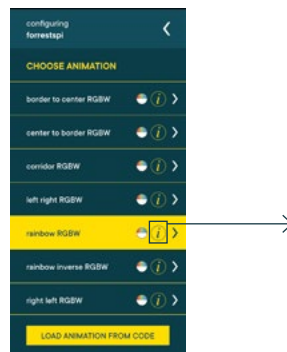 configuring
forrestspi
CHOOSE ANIMATION
border to center RGBW
center to border RGBW
corridor RGBW
left right RGBW
rainbow RGBW
rainbow inverse RGBW
right left RGBW
LOAD ANIMATION FROM CODE